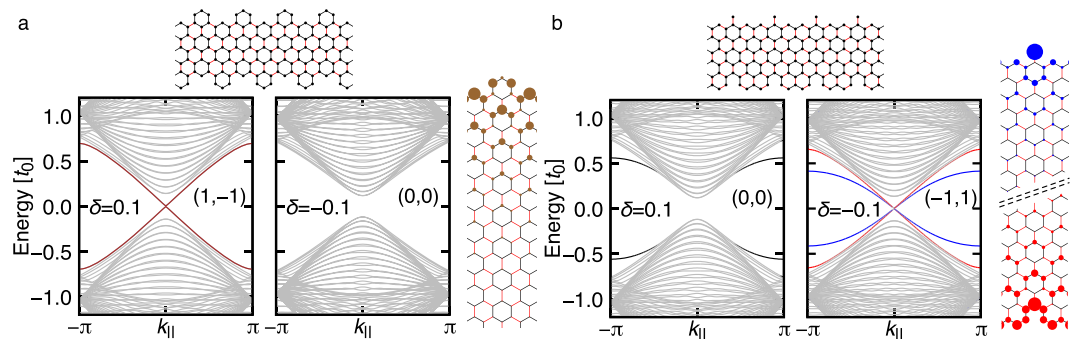 a
Energy [t₀]
1.0
0.5
0.0
−0.5
−1.0
δ=0.1
(1,−1)
δ=−0.1
(0,0)
−π
k||
π
−π
k||
π
b
Energy [t₀]
1.0
0.5
0.0
−0.5
−1.0
δ=0.1
(0,0)
δ=−0.1
(−1,1)
−π
k||
π
−π
k||
π